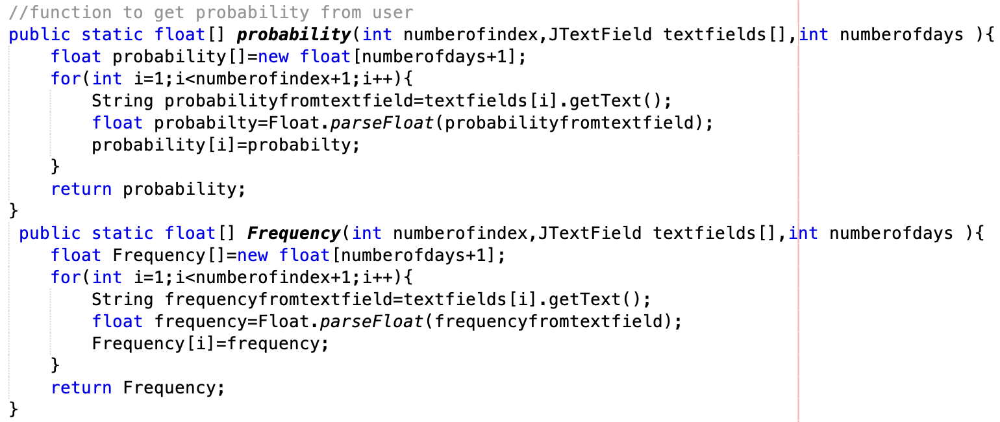 //function to get probability from user
public static float[] probability(int numberofindex,JTextField textfields[],int numberofdays ){
    float probability[]=new float[numberofdays+1];
    for(int i=1;i<numberofindex+1;i++){
        String probabilityfromtextfield=textfields[i].getText();
        float probabilty=Float.parseFloat(probabilityfromtextfield);
        probability[i]=probabilty;
    }
    return probability;
}
 public static float[] Frequency(int numberofindex,JTextField textfields[],int numberofdays ){
    float Frequency[]=new float[numberofdays+1];
    for(int i=1;i<numberofindex+1;i++){
        String frequencyfromtextfield=textfields[i].getText();
        float frequency=Float.parseFloat(frequencyfromtextfield);
        Frequency[i]=frequency;
    }
    return Frequency;
}